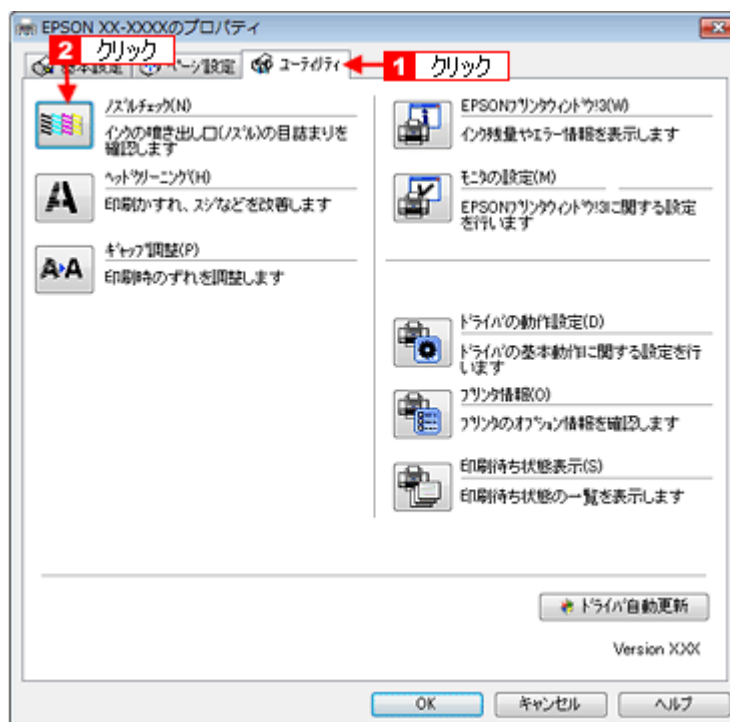 EPSON XX-XXXXのプロパティ
2 クリック
基本設定 ページ設定 ユーティリティ 1 クリック
ノズルチェック(N)
インクの噴き出し口(ノズル)の目詰まりを
確認します
ヘッドクリーニング(H)
印刷かすれ、スジなどを改善します
ギャップ調整(P)
印刷時のずれを調整します
EPSONプリンタウィンドウ!3(W)
インク残量やエラー情報を表示します
モニタの設定(M)
EPSONプリンタウィンドウ!3に関する設定
を行います
ドライバの動作設定(D)
ドライバの基本動作に関する設定を行
います
プリンタ情報(O)
プリンタのオプション情報を確認します
印刷待ち状態表示(S)
印刷待ち状態の一覧を表示します
ドライバ自動更新
Version X.XX
OK キャンセル ヘルプ